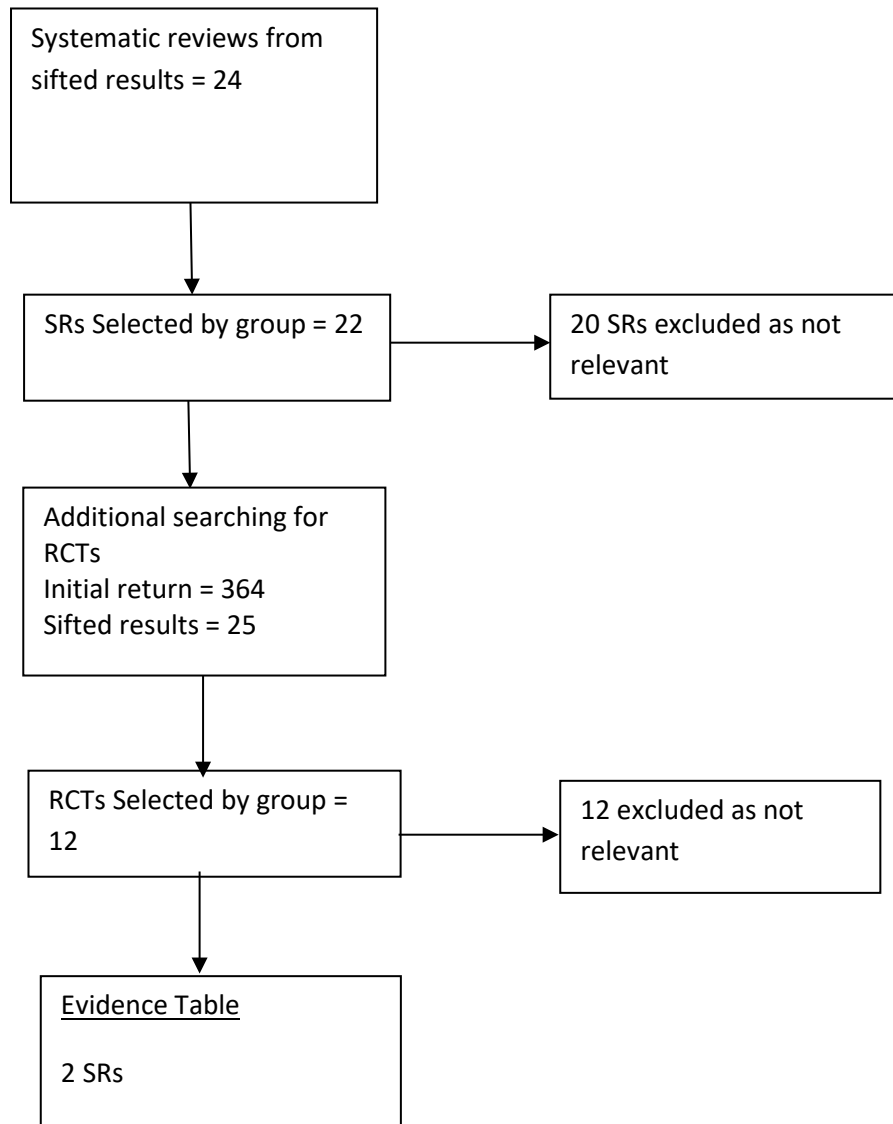 Systematic reviews from
sifted results = 24
SRs Selected by group = 22
20 SRs excluded as not
relevant
Additional searching for
RCTs
Initial return = 364
Sifted results = 25
RCTs Selected by group =
12
12 excluded as not
relevant
Evidence Table
2 SRs